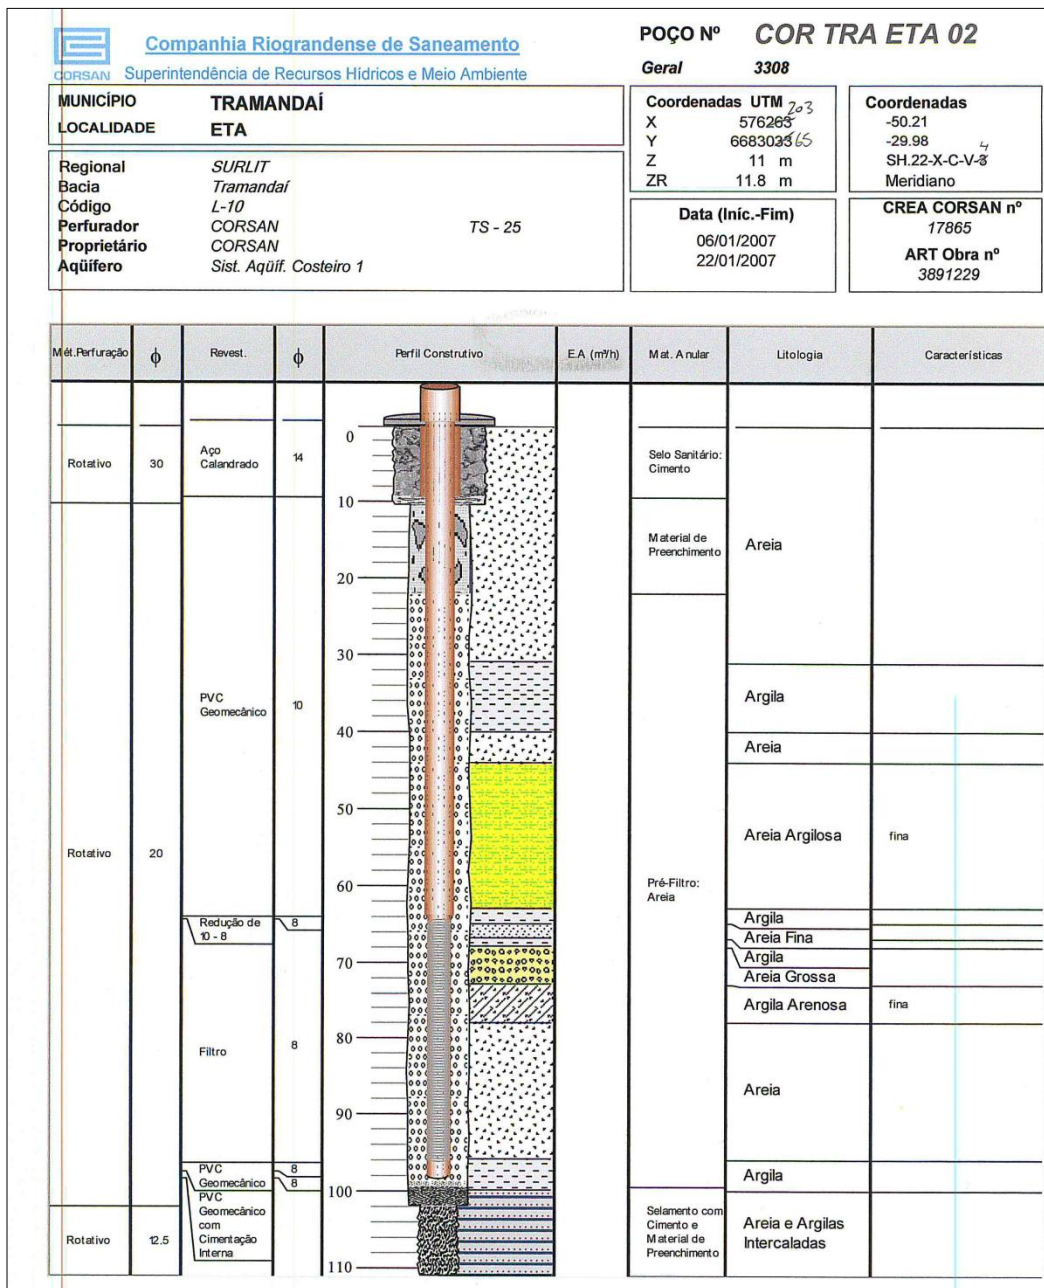 CORSAN
Companhia Riograndense de Saneamento
Superintendência de Recursos Hídricos e Meio Ambiente
POÇO Nº COR TRA ETA 02
Geral 3308
MUNICÍPIO TRAMANDAÍ
LOCALIDADE ETA
Regional SURLIT
Bacia Tramandaí
Código L-10
Perfurador CORSAN TS - 25
Proprietário CORSAN
Aqüífero Sist. Aqüíf. Costeiro 1
Coordenadas UTM
X 576263 203
Y 6683033 65
Z 11 m
ZR 11.8 m
Coordenadas
-50.21
-29.98
SH.22-X-C-V-3 4
Meridiano
Data (Iníc.-Fim)
06/01/2007
22/01/2007
CREA CORSAN nº
17865
ART Obra nº
3891229
Mét.Perfuração ϕ Revest. ϕ Perfil Construtivo E.A (m³/h) Mat. Anular Litologia Características
Rotativo 30
Rotativo 20
Rotativo 12.5
Aço
Calandrado 14
PVC
Geomecânico 10
Redução de
10 - 8
8
Filtro 8
PVC
Geomecânico
8
8
PVC
Geomecânico
com
Cimentação
Interna
0
10
20
30
40
50
60
70
80
90
100
110
Selo Sanitário:
Cimento
Material de
Preenchimento
Pré-Filtro:
Areia
Selamento com
Cimento e
Material de
Preenchimento
Areia
Argila
Areia
Areia Argilosa fina
Argila
Areia Fina
Argila
Areia Grossa
Argila Arenosa fina
Areia
Argila
Areia e Argilas
Intercaladas